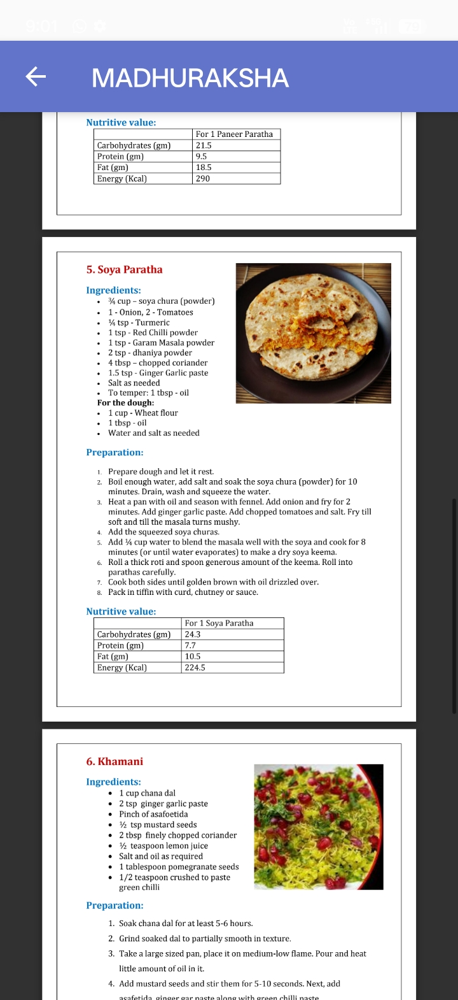 9:01
MADHURAKSHA
Nutritive value:
For 1 Paneer Paratha
Carbohydrates (gm) 21.5
Protein (gm) 9.5
Fat (gm) 18.5
Energy (Kcal) 290
5. Soya Paratha
Ingredients:
• ¾ cup – soya chura (powder)
• 1 - Onion, 2 - Tomatoes
• ¼ tsp - Turmeric
• 1 tsp - Red Chilli powder
• 1 tsp - Garam Masala powder
• 2 tsp - dhaniya powder
• 4 tbsp – chopped coriander
• 1.5 tsp - Ginger Garlic paste
• Salt as needed
• To temper: 1 tbsp - oil
For the dough:
• 1 cup - Wheat flour
• 1 tbsp - oil
• Water and salt as needed
Preparation:
1. Prepare dough and let it rest.
2. Boil enough water, add salt and soak the soya chura (powder) for 10
minutes. Drain, wash and squeeze the water.
3. Heat a pan with oil and season with fennel. Add onion and fry for 2
minutes. Add ginger garlic paste. Add chopped tomatoes and salt. Fry till
soft and till the masala turns mushy.
4. Add the squeezed soya churas.
5. Add ¼ cup water to blend the masala well with the soya and cook for 8
minutes (or until water evaporates) to make a dry soya keema.
6. Roll a thick roti and spoon generous amount of the keema. Roll into
parathas carefully.
7. Cook both sides until golden brown with oil drizzled over.
8. Pack in tiffin with curd, chutney or sauce.
Nutritive value:
For 1 Soya Paratha
Carbohydrates (gm) 24.3
Protein (gm) 7.7
Fat (gm) 10.5
Energy (Kcal) 224.5
6. Khamani
Ingredients:
• 1 cup chana dal
• 2 tsp ginger garlic paste
• Pinch of asafoetida
• ½ tsp mustard seeds
• 2 tbsp finely chopped coriander
• ½ teaspoon lemon juice
• Salt and oil as required
• 1 tablespoon pomegranate seeds
• 1/2 teaspoon crushed to paste
green chilli
Preparation:
1. Soak chana dal for at least 5-6 hours.
2. Grind soaked dal to partially smooth in texture.
3. Take a large sized pan, place it on medium-low flame. Pour and heat
little amount of oil in it.
4. Add mustard seeds and stir them for 5-10 seconds. Next, add
asafetida, ginger gar paste along with green chilli paste